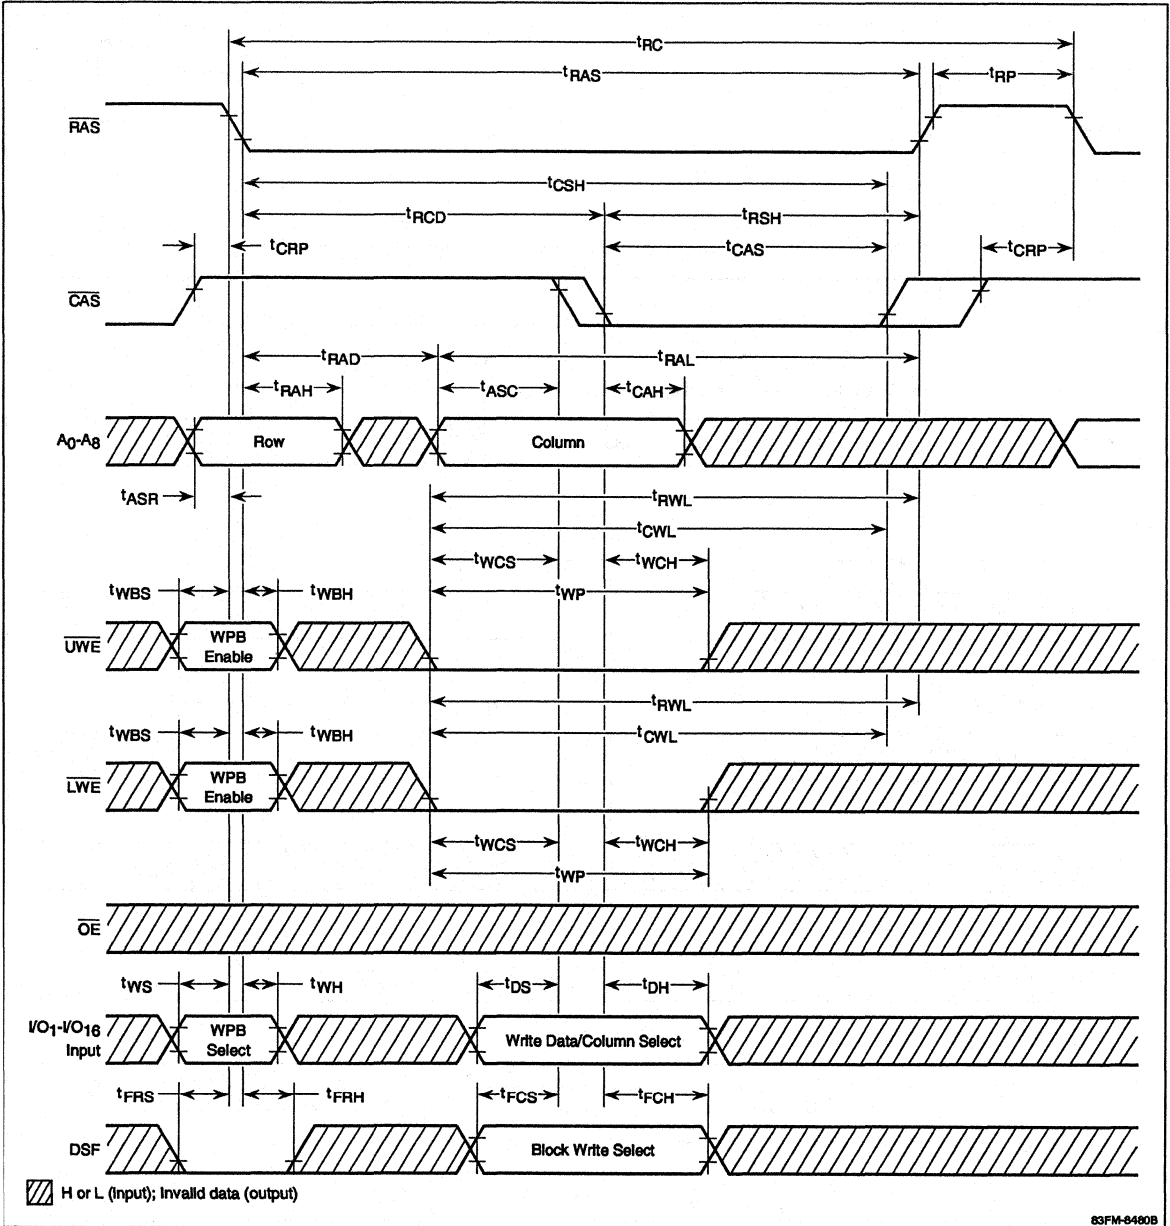 tRC
tRAS
tRP
RAS
tCSH
tRCD
tRSH
tCRP
tCAS
tCRP
CAS
tRAD
tRAL
tRAH
tASC
tCAH
A0-A8
Row
Column
tASR
tRWL
tCWL
tWCS
tWCH
tWBS
tWBH
tWP
UWE
WPB
Enable
tRWL
tWBS
tWBH
tCWL
LWE
WPB
Enable
tWCS
tWCH
tWP
OE
tWS
tWH
tDS
tDH
I/O1-I/O16
Input
WPB
Select
Write Data/Column Select
tFRS
tFRH
tFCS
tFCH
DSF
Block Write Select
H or L (input); Invalid data (output)
83FM-8480B